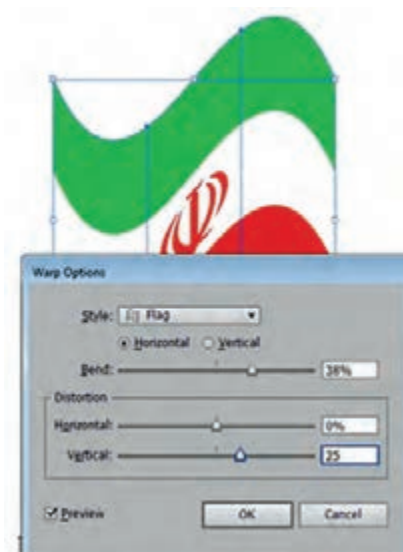 Warp Options
Style: Flag
Horizontal Vertical
Bend: 38%
Distortion
Horizontal: 0%
Vertical: 25
Preview OK Cancel